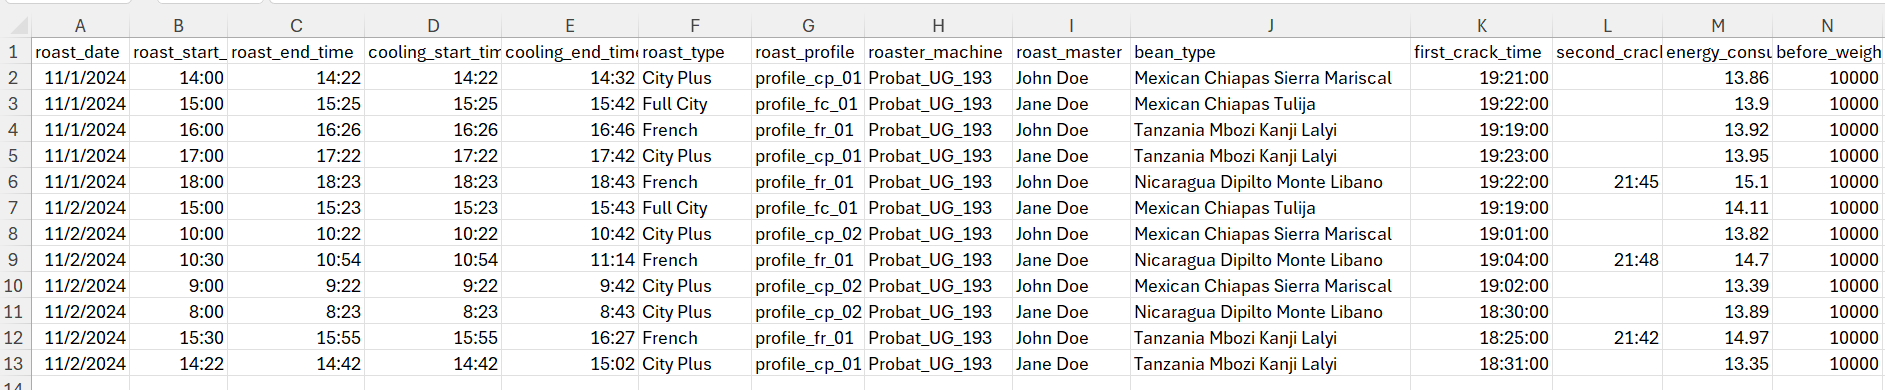 A B C D E F G H I J K L M N
1 roast_date roast_start_ roast_end_time cooling_start_tim cooling_end_time roast_type roast_profile roaster_machine roast_master bean_type first_crack_time second_cracl energy_consu before_weigh
2 11/1/2024 14:00 14:22 14:22 14:32 City Plus profile_cp_01 Probat_UG_193 John Doe Mexican Chiapas Sierra Mariscal 19:21:00 13.86 10000
3 11/1/2024 15:00 15:25 15:25 15:42 Full City profile_fc_01 Probat_UG_193 Jane Doe Mexican Chiapas Tulija 19:22:00 13.9 10000
4 11/1/2024 16:00 16:26 16:26 16:46 French profile_fr_01 Probat_UG_193 John Doe Tanzania Mbozi Kanji Lalyi 19:19:00 13.92 10000
5 11/1/2024 17:00 17:22 17:22 17:42 City Plus profile_cp_01 Probat_UG_193 Jane Doe Tanzania Mbozi Kanji Lalyi 19:23:00 13.95 10000
6 11/1/2024 18:00 18:23 18:23 18:43 French profile_fr_01 Probat_UG_193 John Doe Nicaragua Dipilto Monte Libano 19:22:00 21:45 15.1 10000
7 11/2/2024 15:00 15:23 15:23 15:43 Full City profile_fc_01 Probat_UG_193 Jane Doe Mexican Chiapas Tulija 19:19:00 14.11 10000
8 11/2/2024 10:00 10:22 10:22 10:42 City Plus profile_cp_02 Probat_UG_193 John Doe Mexican Chiapas Sierra Mariscal 19:01:00 13.82 10000
9 11/2/2024 10:30 10:54 10:54 11:14 French profile_fr_01 Probat_UG_193 Jane Doe Nicaragua Dipilto Monte Libano 19:04:00 21:48 14.7 10000
10 11/2/2024 9:00 9:22 9:22 9:42 City Plus profile_cp_02 Probat_UG_193 John Doe Mexican Chiapas Sierra Mariscal 19:02:00 13.39 10000
11 11/2/2024 8:00 8:23 8:23 8:43 City Plus profile_cp_02 Probat_UG_193 Jane Doe Nicaragua Dipilto Monte Libano 18:30:00 13.89 10000
12 11/2/2024 15:30 15:55 15:55 16:27 French profile_fr_01 Probat_UG_193 John Doe Tanzania Mbozi Kanji Lalyi 18:25:00 21:42 14.97 10000
13 11/2/2024 14:22 14:42 14:42 15:02 City Plus profile_cp_01 Probat_UG_193 Jane Doe Tanzania Mbozi Kanji Lalyi 18:31:00 13.35 10000
14